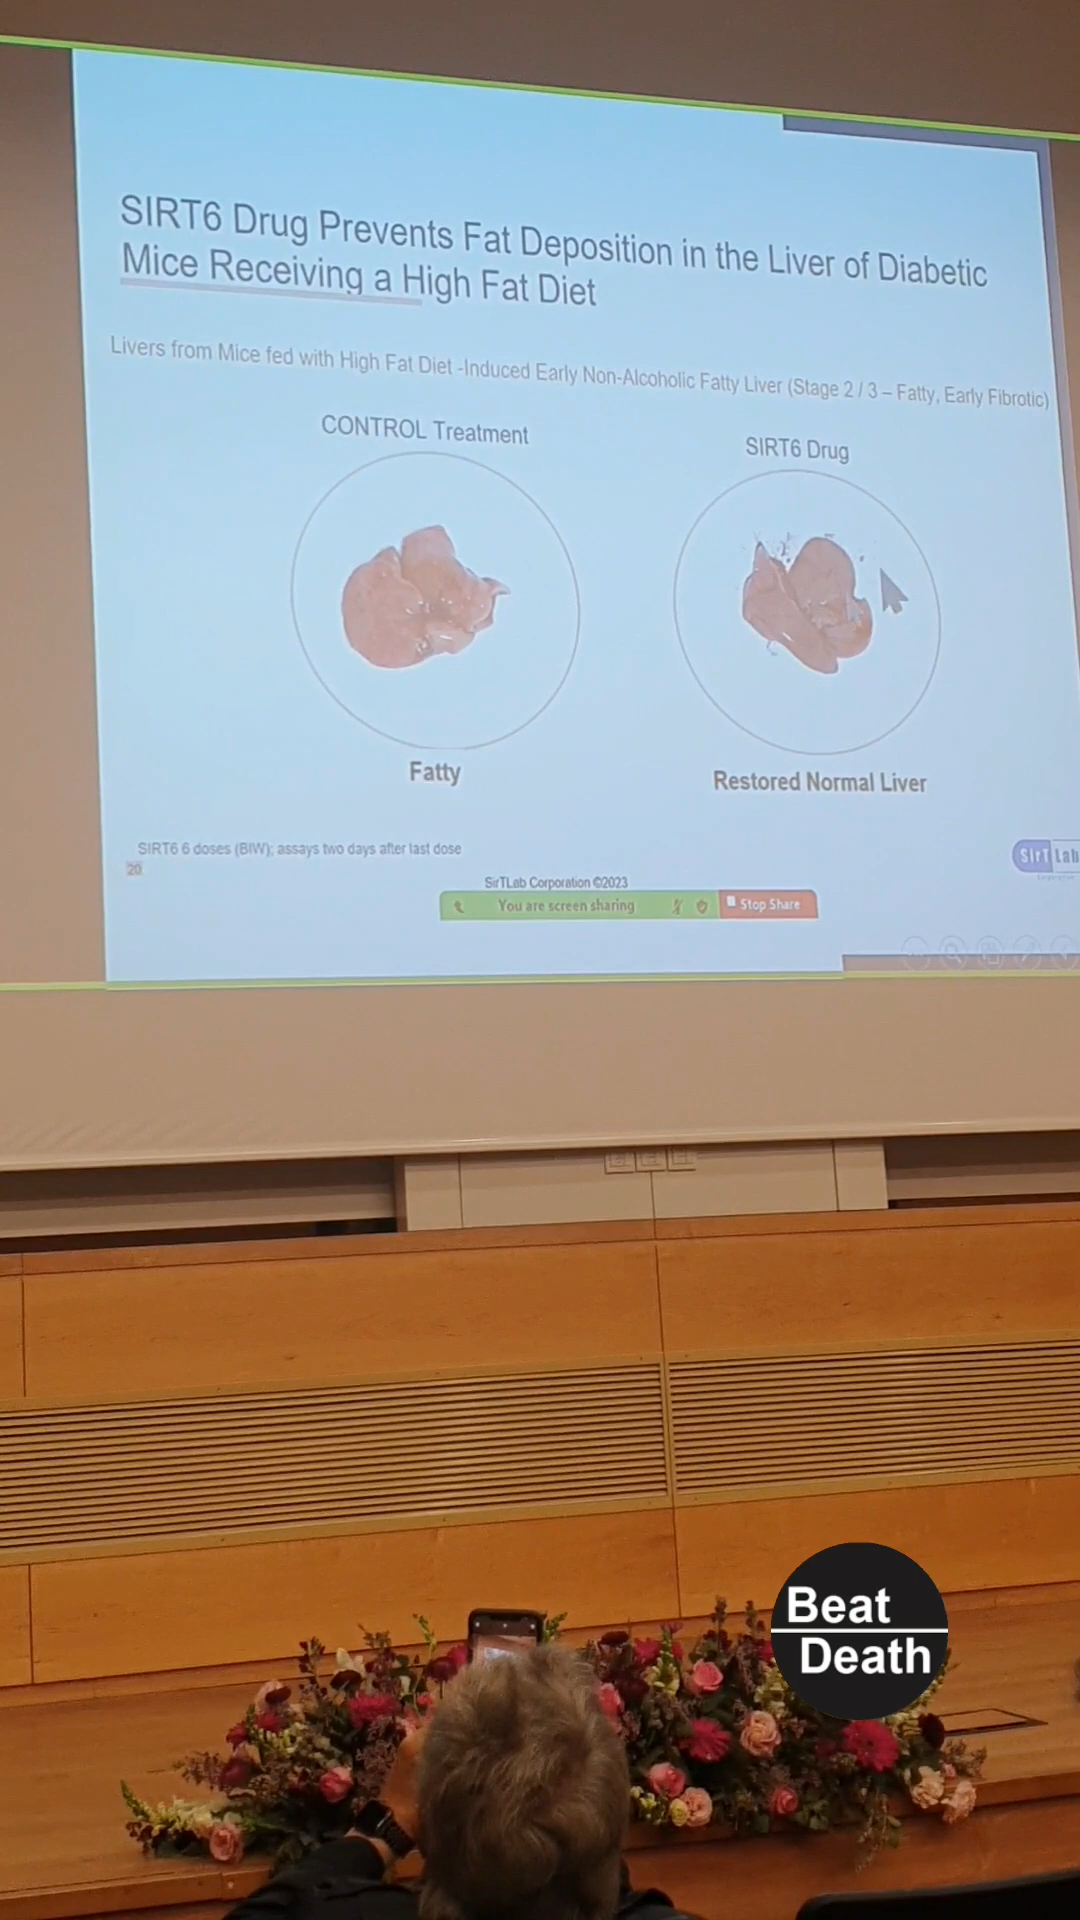 SIRT6 Drug Prevents Fat Deposition in the Liver of Diabetic
Mice Receiving a High Fat Diet
Livers from Mice fed with High Fat Diet -Induced Early Non-Alcoholic Fatty Liver (Stage 2 / 3 – Fatty, Early Fibrotic)
CONTROL Treatment
SIRT6 Drug
Fatty
Restored Normal Liver
SIRT6 6 doses (BIW); assays two days after last dose
20
SirTLab Corporation ©2023
SirT Lab
You are screen sharing
Stop Share
Beat
Death